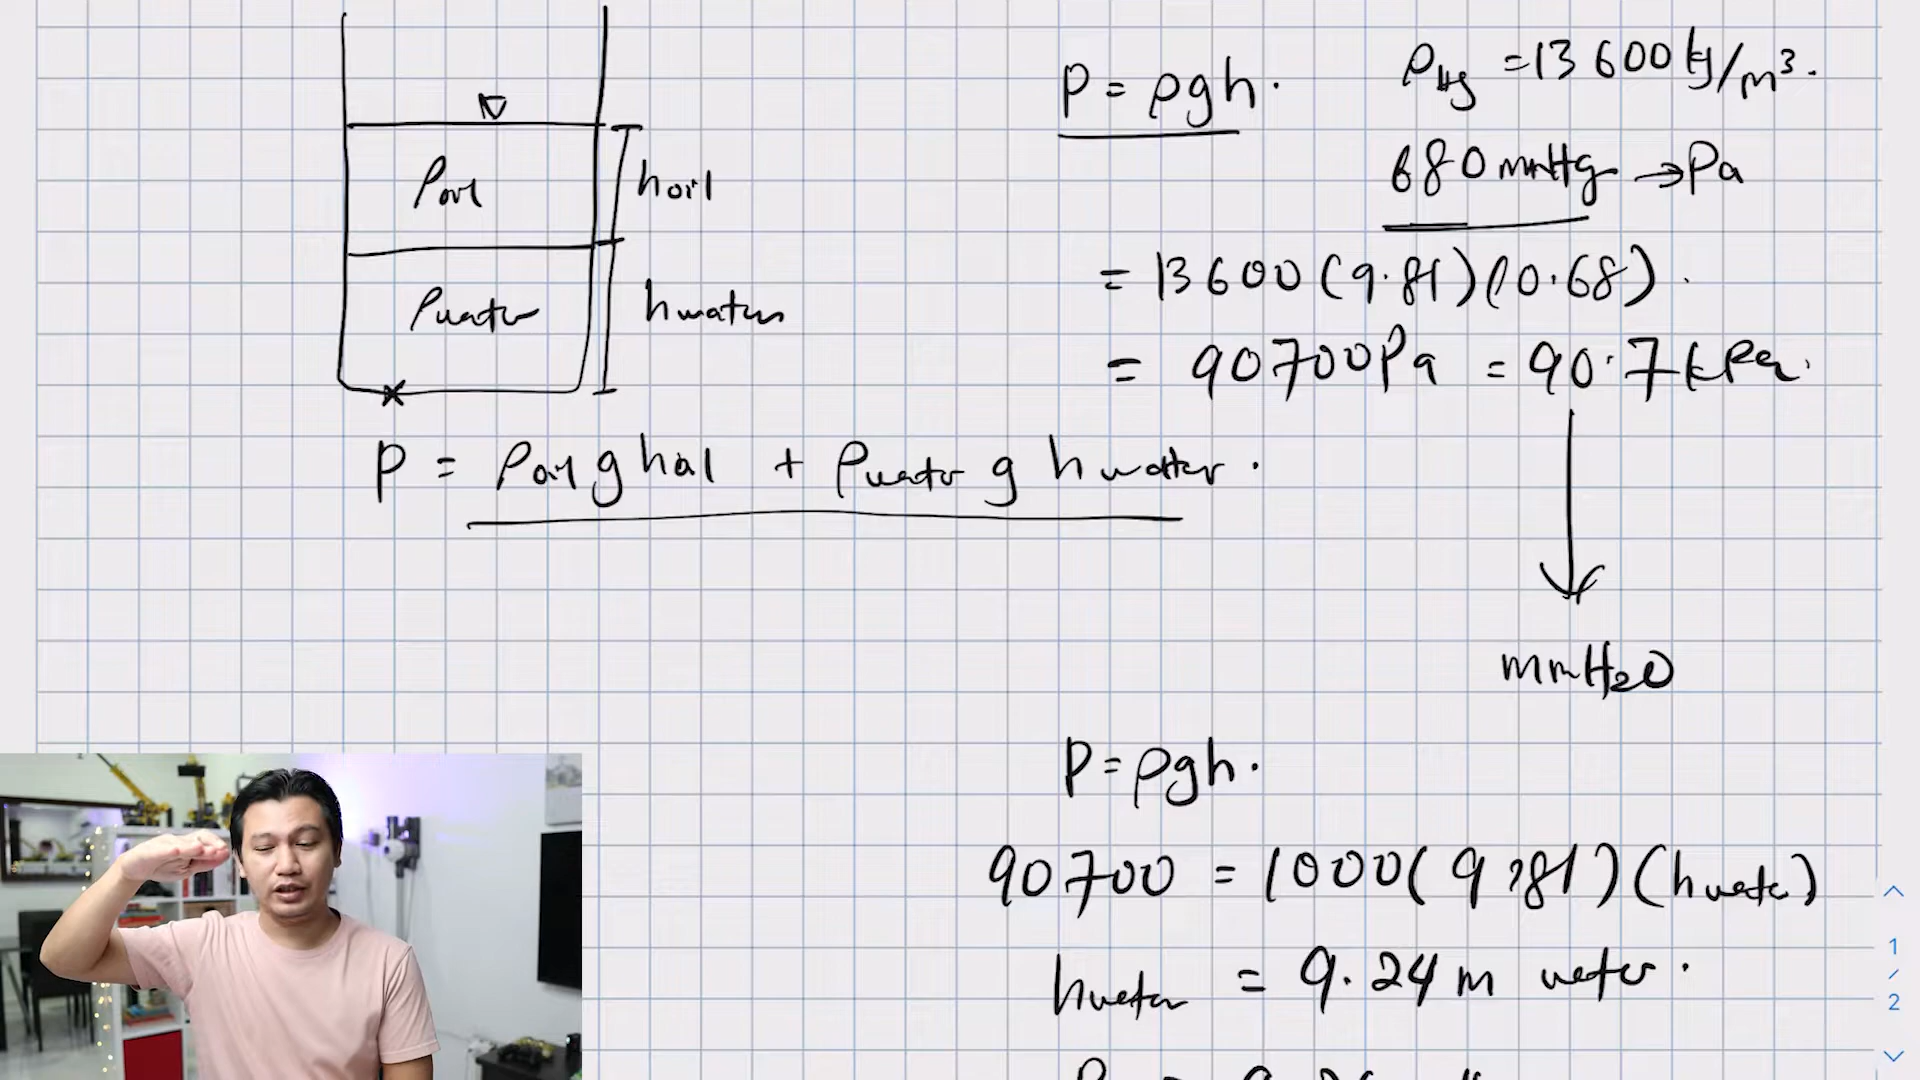 ρoil
hoil
ρwater
hwater
P = ρoil g hoil + ρwater g hwater.
P = ρgh.
ρHg = 13 600 kg/m³.
680 mmHg → Pa
= 13600 (9.81)(0.68).
= 90700 Pa = 90.7 kPa.
mmH₂O
P = ρgh.
90700 = 1000(9.81)(hwater)
hwater = 9.24 m water.
1
/
2